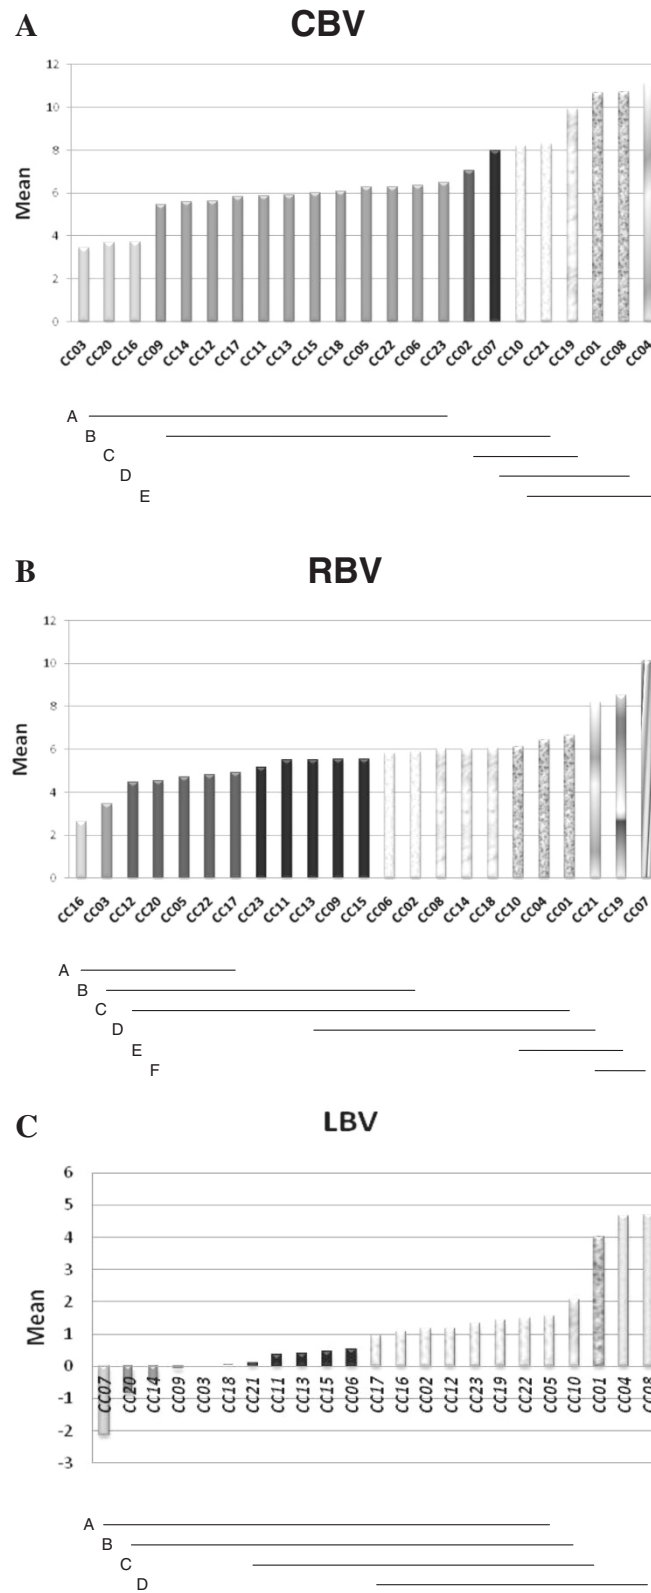 A
CBV
12
10
8
6
4
2
0
Mean
CC03 CC20 CC16 CC09 CC14 CC12 CC17 CC11 CC13 CC15 CC18 CC05 CC22 CC06 CC23 CC02 CC07 CC10 CC21 CC19 CC01 CC08 CC04
A
B
C
D
E
B
RBV
12
10
8
6
4
2
0
Mean
CC16 CC03 CC12 CC20 CC05 CC22 CC17 CC23 CC11 CC13 CC09 CC15 CC06 CC02 CC08 CC14 CC18 CC10 CC04 CC01 CC21 CC19 CC07
A
B
C
D
E
F
C
LBV
6
5
4
3
2
1
0
-1
-2
-3
Mean
CC07 CC20 CC14 CC09 CC03 CC18 CC21 CC11 CC13 CC15 CC06 CC17 CC16 CC02 CC12 CC23 CC19 CC22 CC05 CC10 CC01 CC04 CC08
A
B
C
D